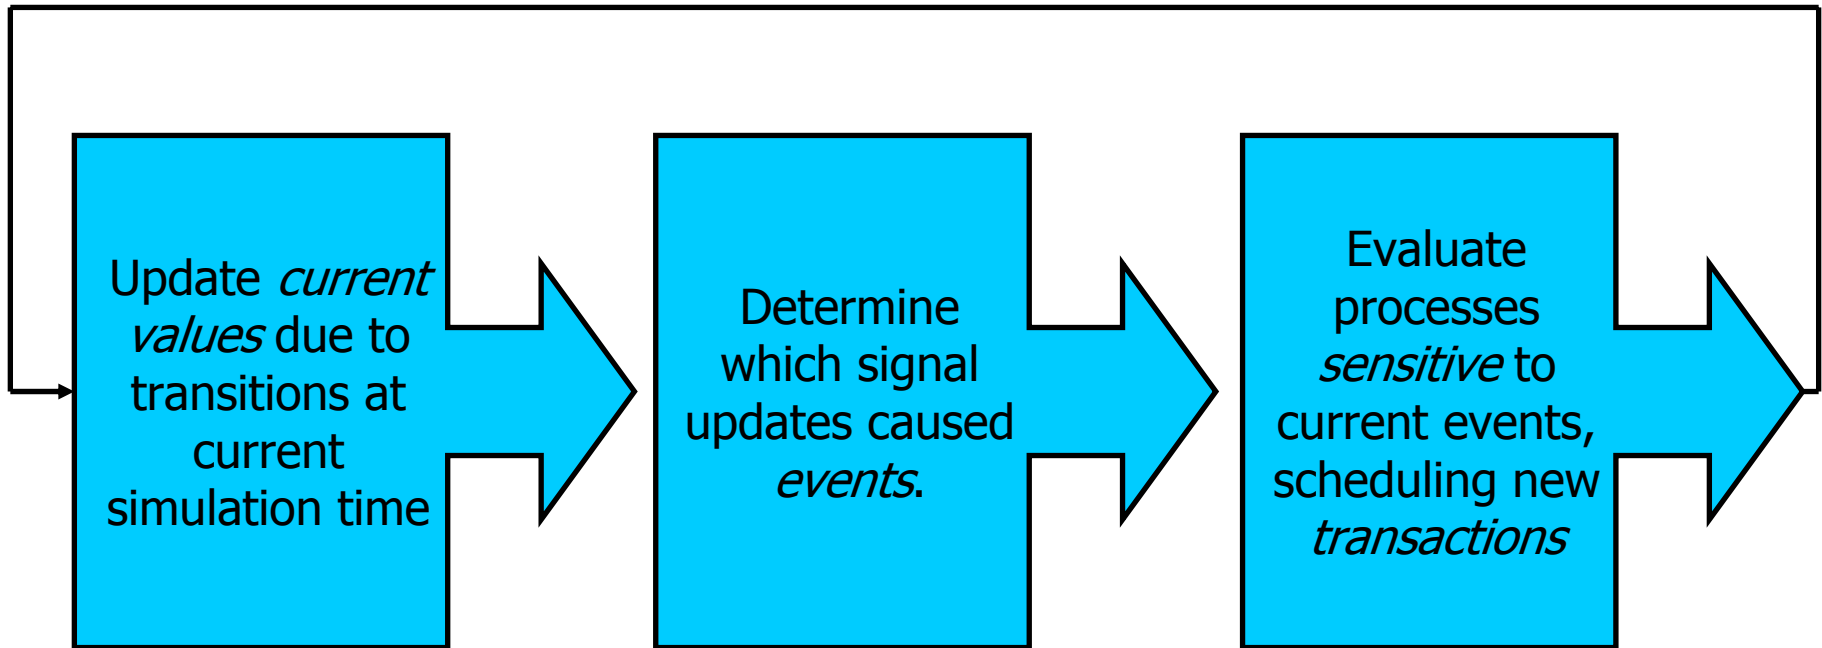 Update current
values due to
transitions at
current
simulation time
Determine
which signal
updates caused
events.
Evaluate
processes
sensitive to
current events,
scheduling new
transactions